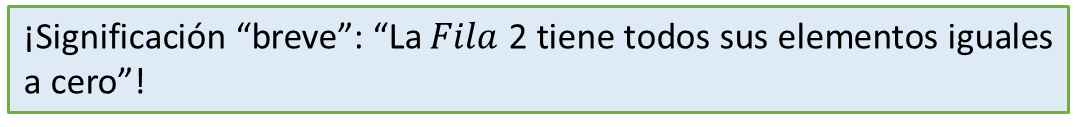 ¡Significación “breve”: “La Fila 2 tiene todos sus elementos iguales
a cero”!